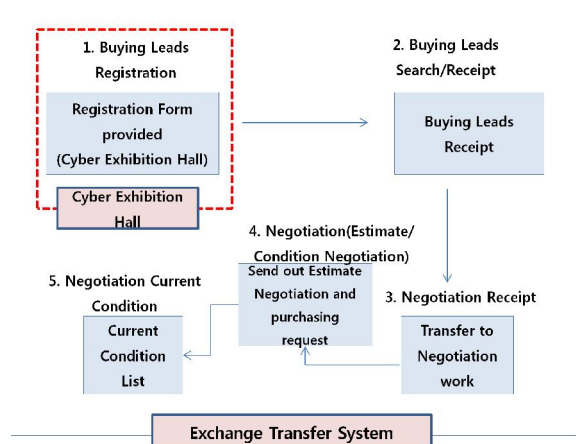 1. Buying Leads
Registration
Registration Form
provided
(Cyber Exhibition Hall)
Cyber Exhibition
Hall
2. Buying Leads
Search/Receipt
Buying Leads
Receipt
3. Negotiation Receipt
Transfer to
Negotiation
work
4. Negotiation(Estimate/
Condition Negotiation)
Send out Estimate
Negotiation and
purchasing
request
5. Negotiation Current
Condition
Current
Condition
List
Exchange Transfer System